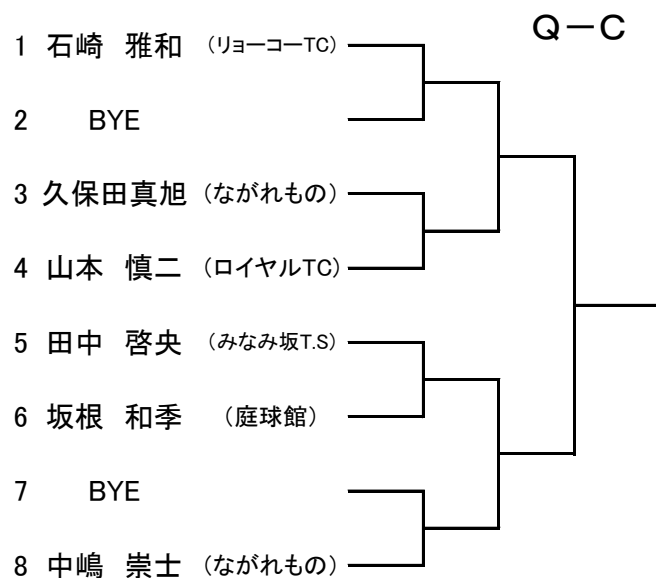 Q－C
1 石崎　雅和 （リョーコーTC）
2 BYE
3 久保田真旭 （ながれもの）
4 山本　慎二 （ロイヤルTC）
5 田中　啓央 （みなみ坂T.S）
6 坂根　和季 （庭球館）
7 BYE
8 中嶋　崇士 （ながれもの）